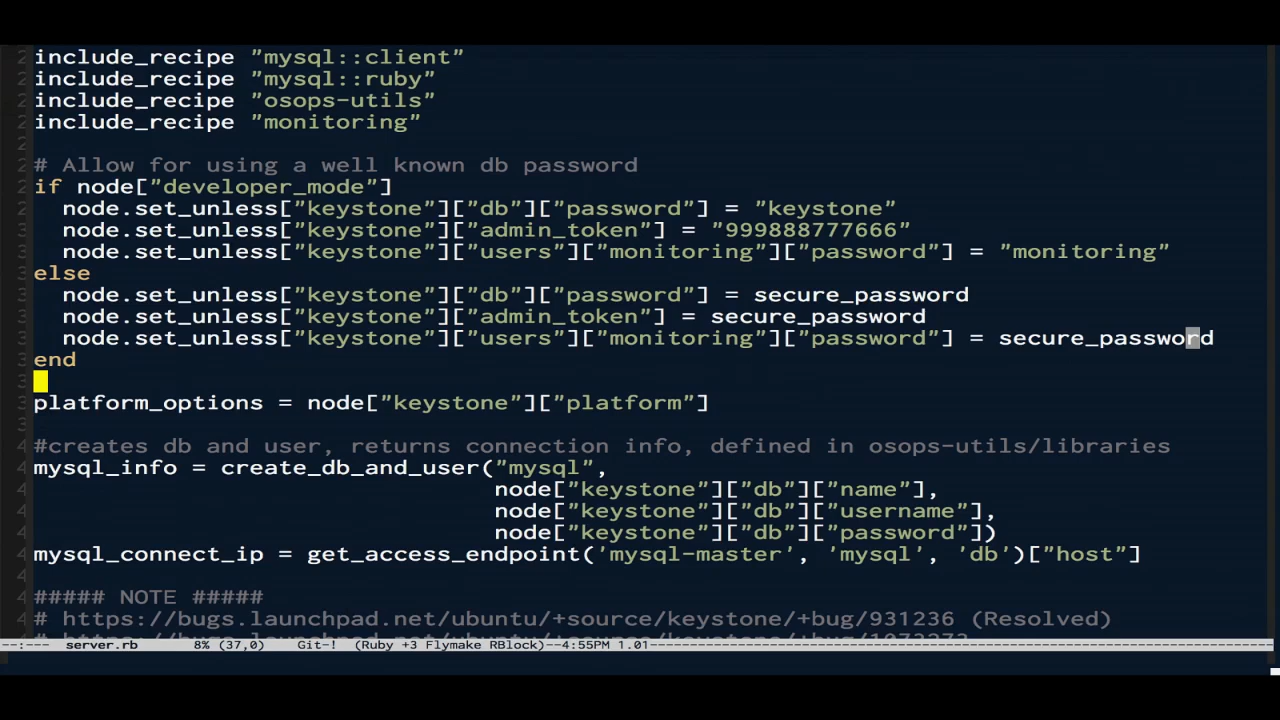 include_recipe "mysql::client"
include_recipe "mysql::ruby"
include_recipe "osops-utils"
include_recipe "monitoring"
# Allow for using a well known db password
if node["developer_mode"]
node.set_unless["keystone"]["db"]["password"] = "keystone"
node.set_unless["keystone"]["admin_token"] = "999888777666"
node.set_unless["keystone"]["users"]["monitoring"]["password"] = "monitoring"
else
node.set_unless["keystone"]["db"]["password"] = secure_password
node.set_unless["keystone"]["admin_token"] = secure_password
node.set_unless["keystone"]["users"]["monitoring"]["password"] = secure_password
end
platform_options = node["keystone"]["platform"]
#creates db and user, returns connection info, defined in osops-utils/libraries
mysql_info = create_db_and_user("mysql",
node["keystone"]["db"]["name"],
node["keystone"]["db"]["username"],
node["keystone"]["db"]["password"])
mysql_connect_ip = get_access_endpoint('mysql-master', 'mysql', 'db')["host"]
##### NOTE #####
# https://bugs.launchpad.net/ubuntu/+source/keystone/+bug/931236 (Resolved)
--:--- server.rb 8% (37,0) Git-! (Ruby +3 Flymake RBlock)--4:55PM 1.01